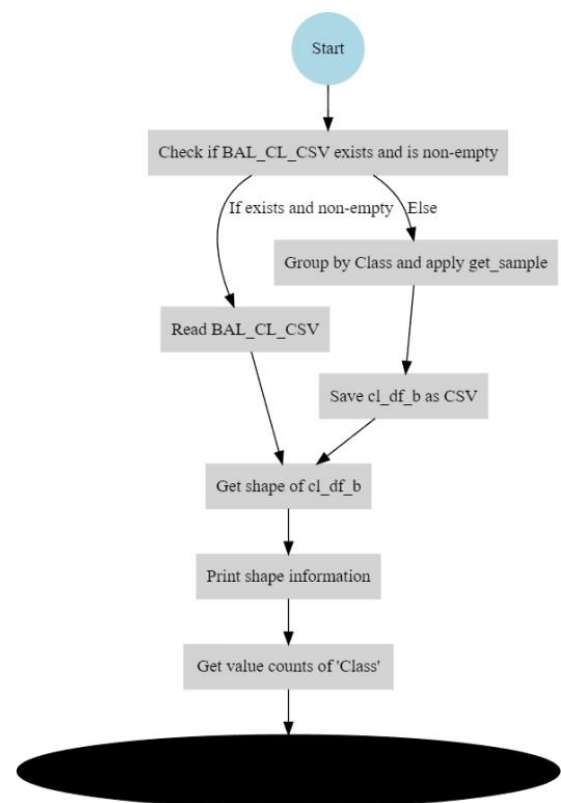 Start
Check if BAL_CL_CSV exists and is non-empty
If exists and non-empty
Else
Group by Class and apply get_sample
Read BAL_CL_CSV
Save cl_df_b as CSV
Get shape of cl_df_b
Print shape information
Get value counts of 'Class'